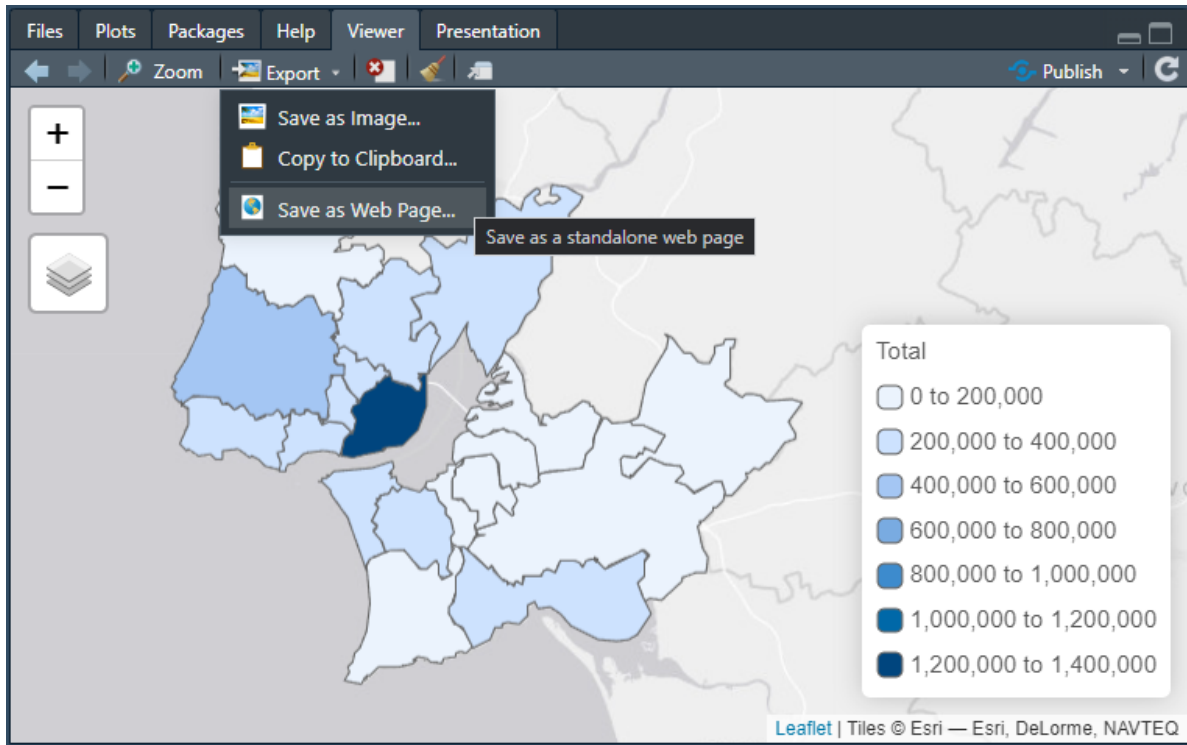 Files Plots Packages Help Viewer Presentation
Zoom Export Publish
Save as Image...
Copy to Clipboard...
Save as Web Page...
Save as a standalone web page
+
−
Total
0 to 200,000
200,000 to 400,000
400,000 to 600,000
600,000 to 800,000
800,000 to 1,000,000
1,000,000 to 1,200,000
1,200,000 to 1,400,000
Leaflet | Tiles © Esri — Esri, DeLorme, NAVTEQ